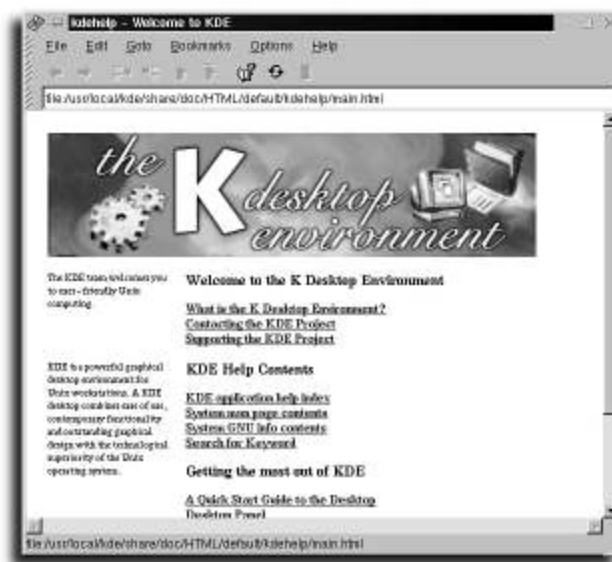 kdehelp - Welcome to KDE
File Edit Goto Bookmarks Options Help
file:/usr/local/kde/share/doc/HTML/default/kdehelp/main.html
the K desktop
environment
The KDE team welcomes you
to user-friendly Unix
computing.
Welcome to the K Desktop Environment
What is the K Desktop Environment?
Contacting the KDE Project
Supporting the KDE Project
KDE is a powerful graphical
desktop environment for
Unix workstations. A KDE
desktop combines ease of use,
contemporary functionality
and outstanding graphical
design with the technological
superiority of the Unix
operating system.
KDE Help Contents
KDE application help index
System man page contents
System GNU Info contents
Search for Keyword
Getting the most out of KDE
A Quick Start Guide to the Desktop
Desktop Panel
file:/usr/local/kde/share/doc/HTML/default/kdehelp/main.html